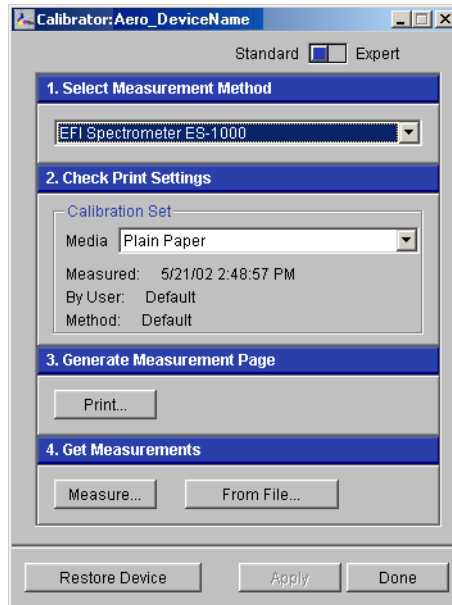 Calibrator:Aero_DeviceName
Standard Expert
1. Select Measurement Method
EFI Spectrometer ES-1000
2. Check Print Settings
Calibration Set
Media Plain Paper
Measured: 5/21/02 2:48:57 PM
By User: Default
Method: Default
3. Generate Measurement Page
Print...
4. Get Measurements
Measure... From File...
Restore Device Apply Done